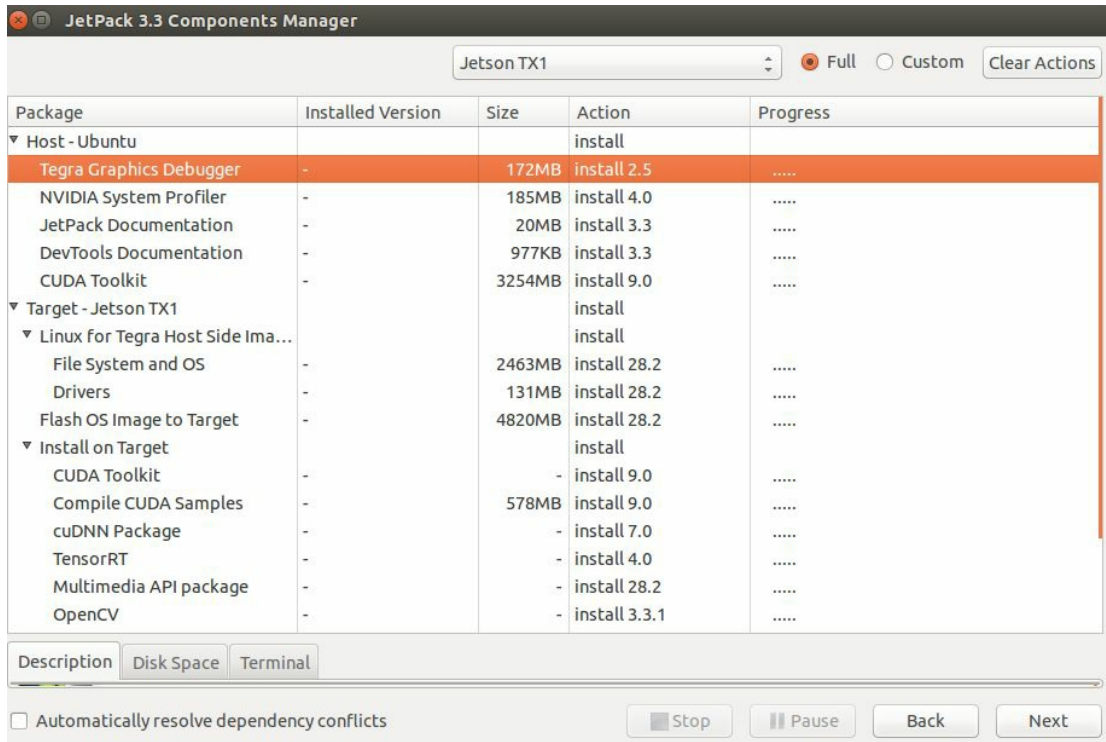 JetPack 3.3 Components Manager
Jetson TX1 Full Custom Clear Actions
Package Installed Version Size Action Progress
Host - Ubuntu install
Tegra Graphics Debugger - 172MB install 2.5 .....
NVIDIA System Profiler - 185MB install 4.0 .....
JetPack Documentation - 20MB install 3.3 .....
DevTools Documentation - 977KB install 3.3 .....
CUDA Toolkit - 3254MB install 9.0 .....
Target - Jetson TX1 install
Linux for Tegra Host Side Ima... install
File System and OS - 2463MB install 28.2 .....
Drivers - 131MB install 28.2 .....
Flash OS Image to Target - 4820MB install 28.2 .....
Install on Target install
CUDA Toolkit - - install 9.0 .....
Compile CUDA Samples - 578MB install 9.0 .....
cuDNN Package - - install 7.0 .....
TensorRT - - install 4.0 .....
Multimedia API package - - install 28.2 .....
OpenCV - - install 3.3.1 .....
Description Disk Space Terminal
Automatically resolve dependency conflicts Stop Pause Back Next